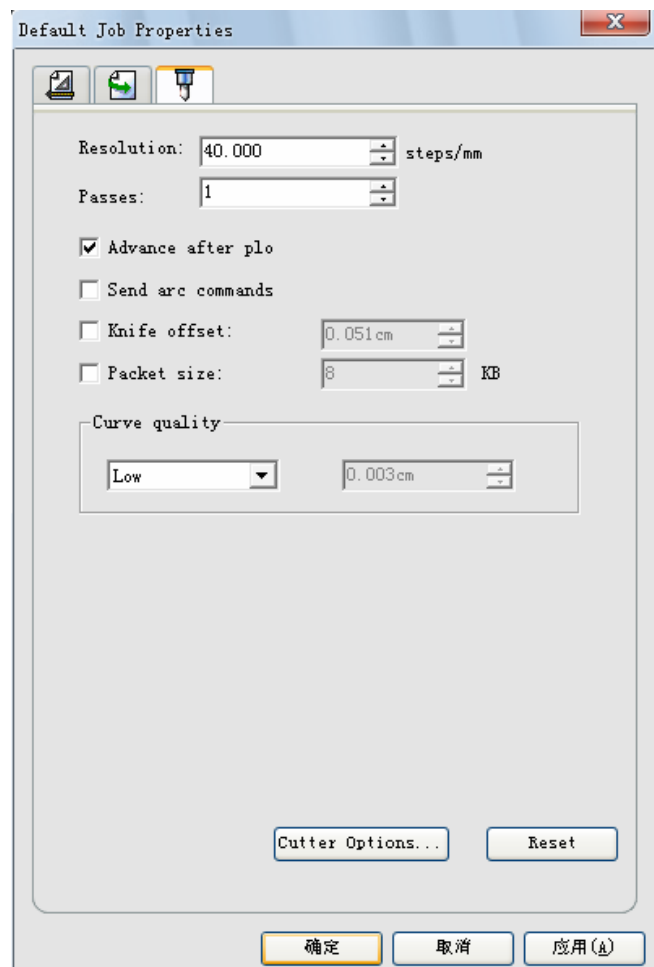 Default Job Properties
Resolution: 40.000 steps/mm
Passes: 1
Advance after plo
Send arc commands
Knife offset: 0.051cm
Packet size: 8 KB
Curve quality
Low 0.003cm
Cutter Options... Reset
确定 取消 应用(A)